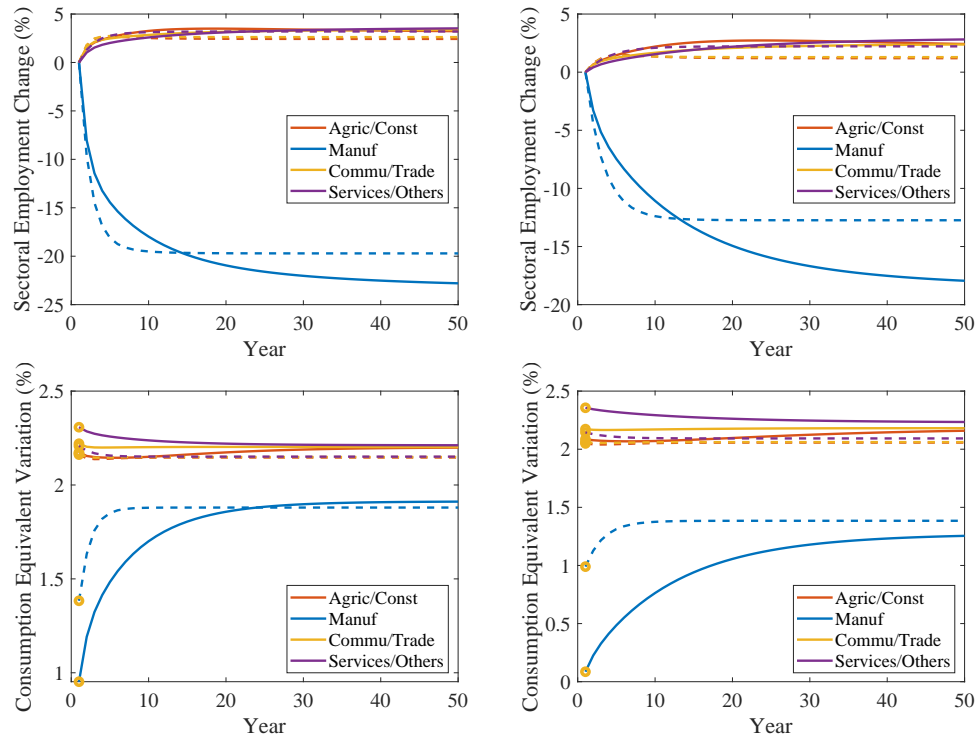 Sectoral Employment Change (%)
5
0
-5
-10
-15
-20
-25
0
10
20
30
40
50
Year
Agric/Const
Manuf
Commu/Trade
Services/Others
Sectoral Employment Change (%)
5
0
-5
-10
-15
-20
0
10
20
30
40
50
Year
Agric/Const
Manuf
Commu/Trade
Services/Others
Consumption Equivalent Variation (%)
2.5
2
1.5
1
0
10
20
30
40
50
Year
Agric/Const
Manuf
Commu/Trade
Services/Others
Consumption Equivalent Variation (%)
2.5
2
1.5
1
0.5
0
0
10
20
30
40
50
Year
Agric/Const
Manuf
Commu/Trade
Services/Others